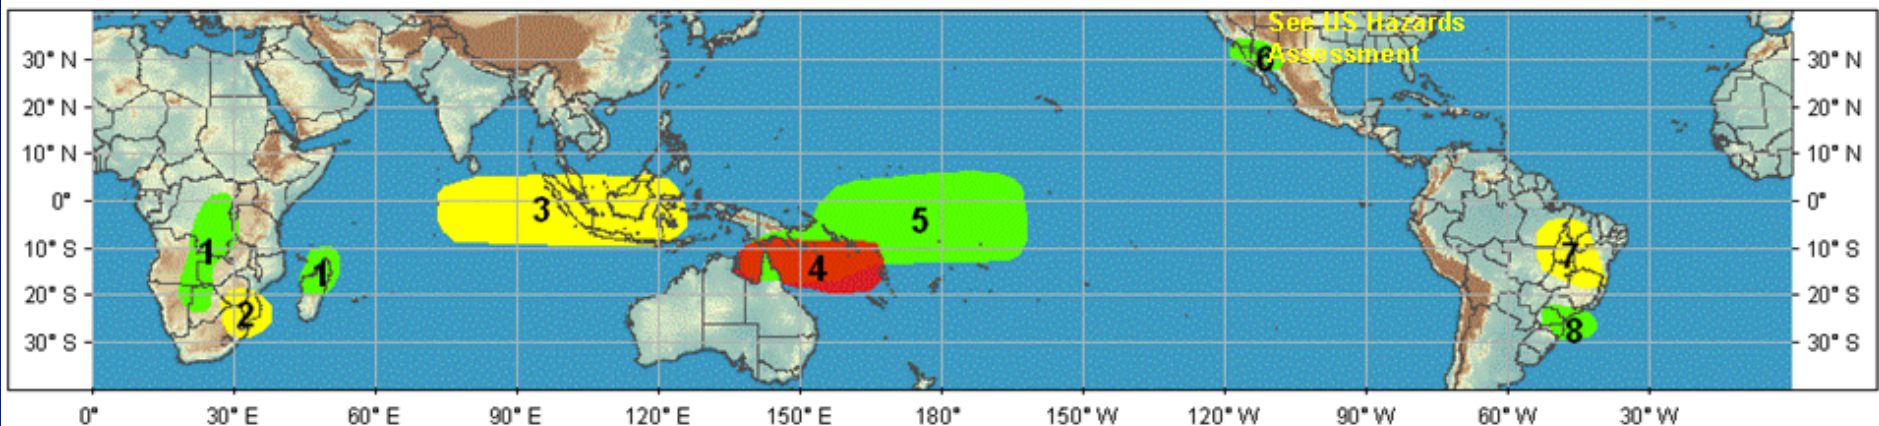 See US Hazards
Assessment
30° N
6
30° N
20° N
20° N
10° N
10° N
0°
3
5
0°
10° S
1
1
4
7
10° S
20° S
2
8
20° S
30° S
30° S
0°
30° E
60° E
90° E
120° E
150° E
180°
150° W
120° W
90° W
60° W
30° W